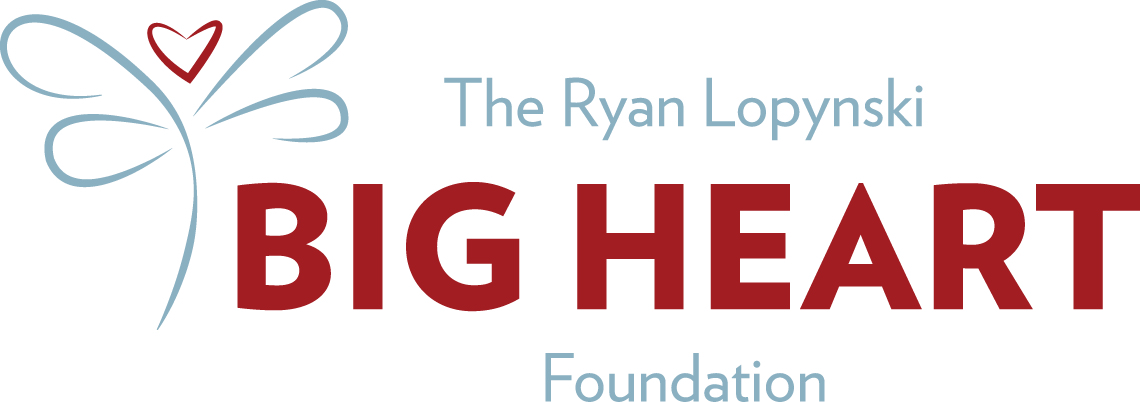 The Ryan Lopynski
BIG HEART
Foundation